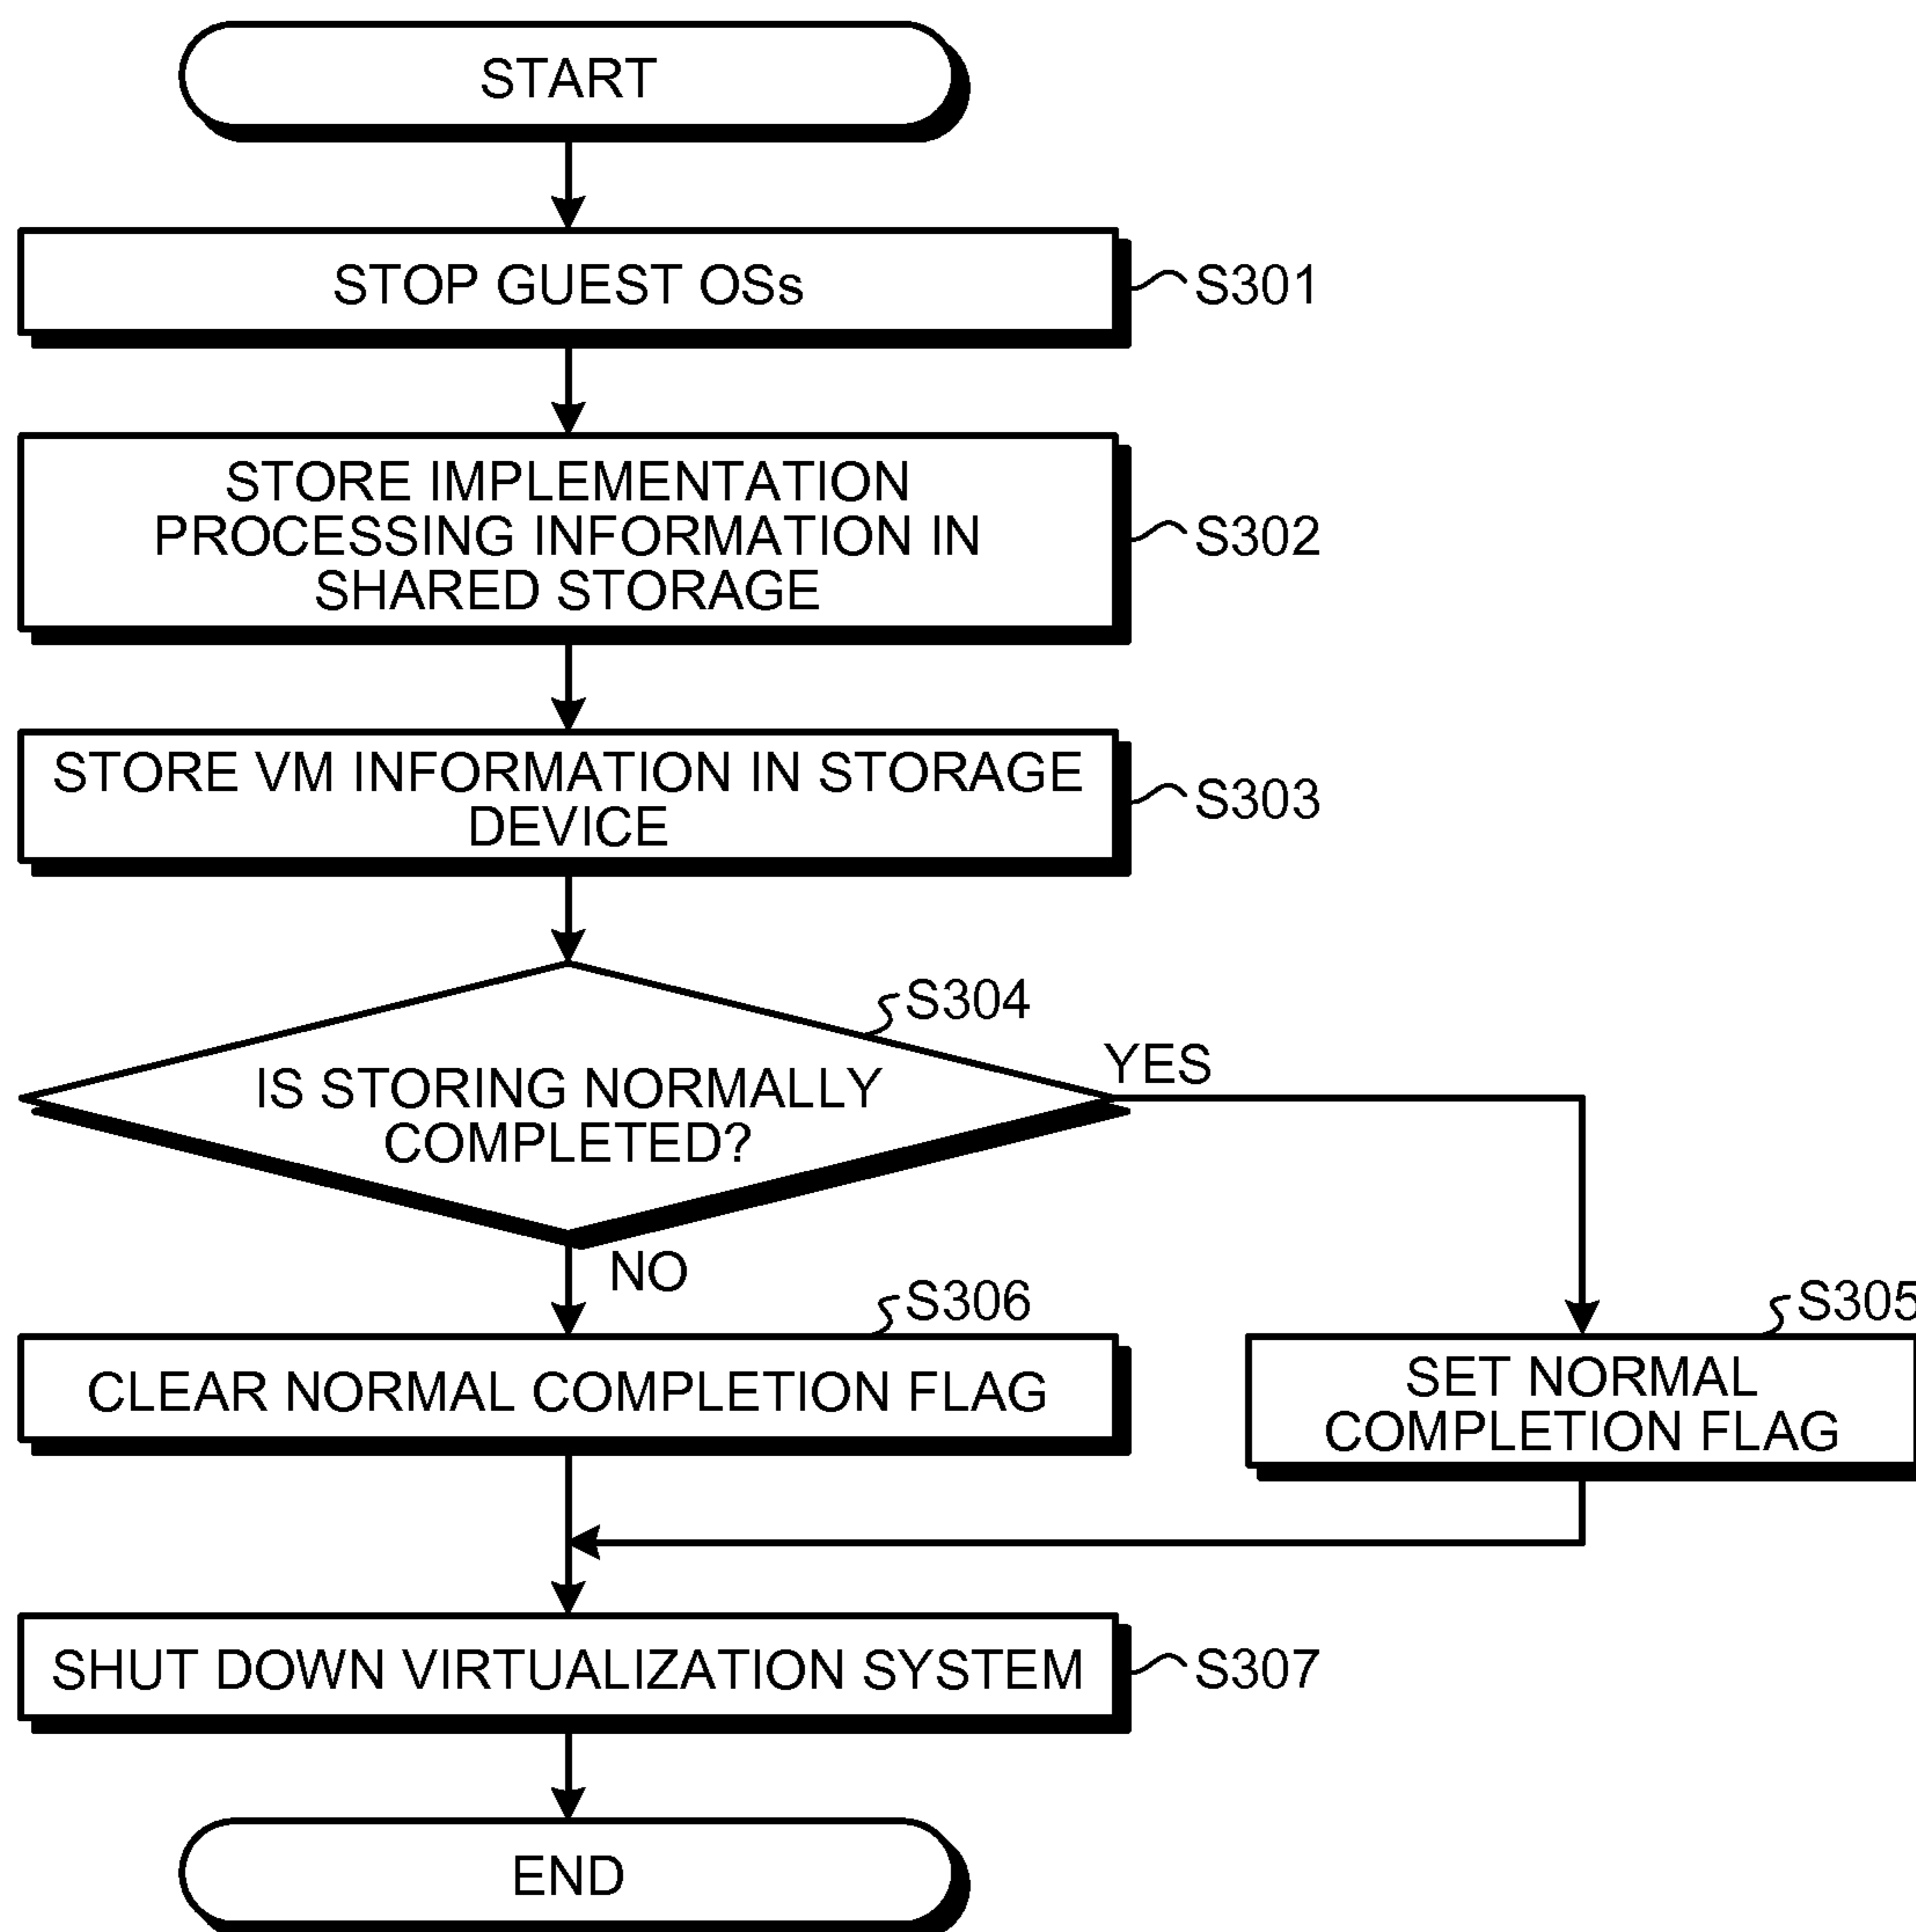 START
STOP GUEST OSs
S301
STORE IMPLEMENTATION
PROCESSING INFORMATION IN
SHARED STORAGE
S302
STORE VM INFORMATION IN STORAGE
DEVICE
S303
S304
IS STORING NORMALLY
COMPLETED?
YES
NO
S306
CLEAR NORMAL COMPLETION FLAG
S305
SET NORMAL
COMPLETION FLAG
SHUT DOWN VIRTUALIZATION SYSTEM
S307
END